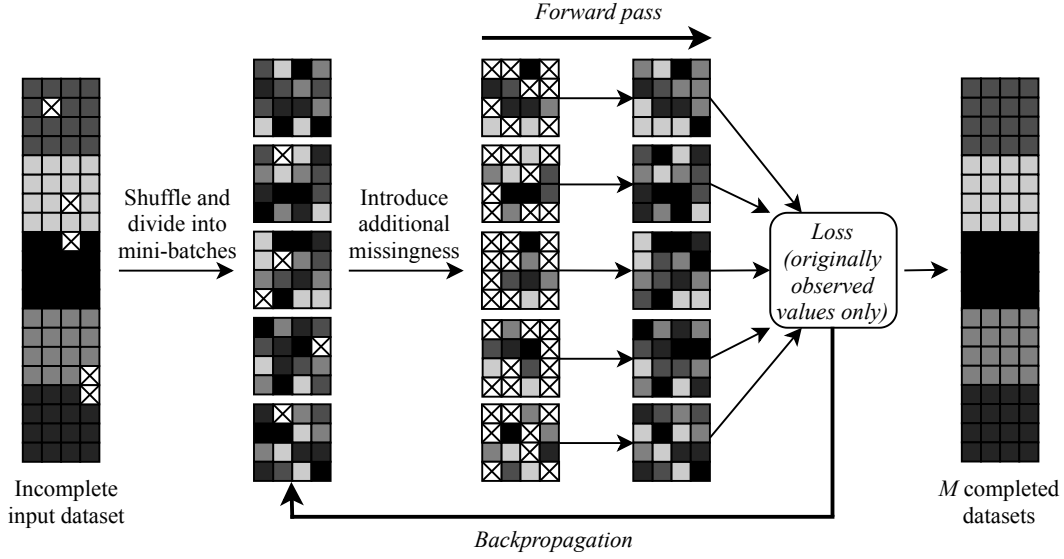 Forward pass
Shuffle and
divide into
mini-batches
Introduce
additional
missingness
Loss
(originally
observed
values only)
Incomplete
input dataset
M completed
datasets
Backpropagation